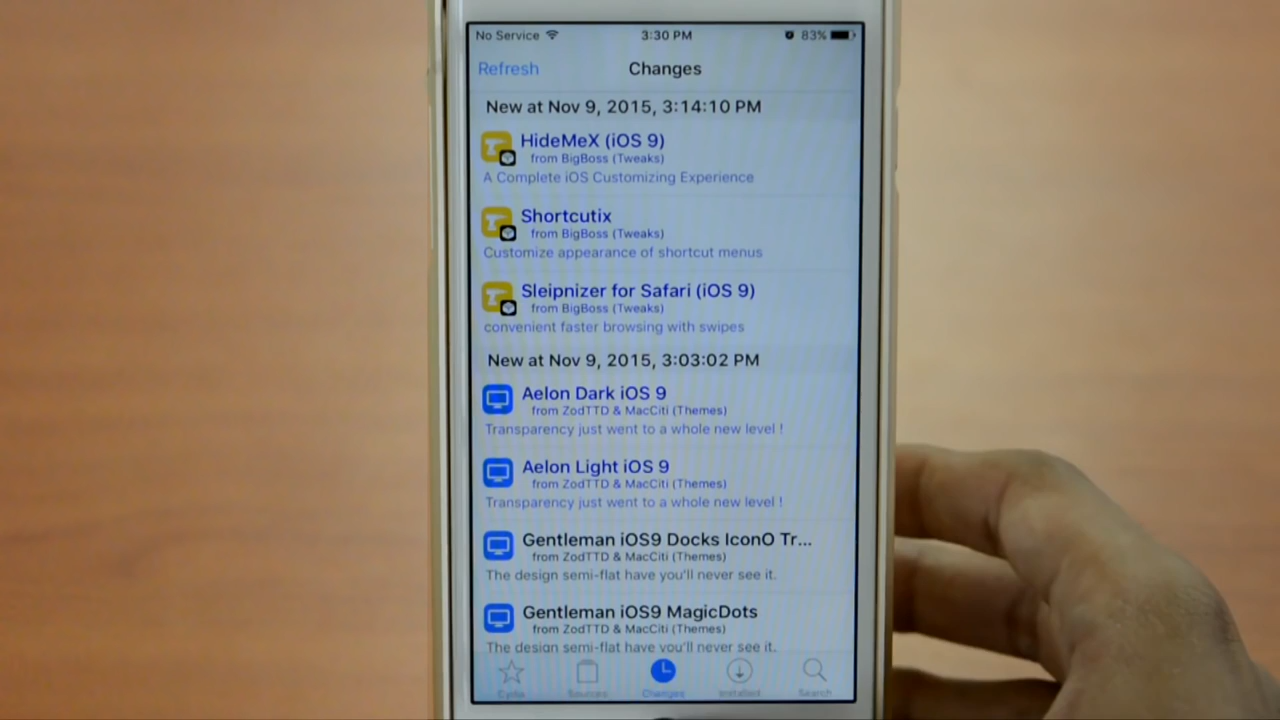 No Service 3:30 PM 83%
Refresh Changes
New at Nov 9, 2015, 3:14:10 PM
HideMeX (iOS 9)
from BigBoss (Tweaks)
A Complete iOS Customizing Experience
Shortcutix
from BigBoss (Tweaks)
Customize appearance of shortcut menus
Sleipnizer for Safari (iOS 9)
from BigBoss (Tweaks)
convenient faster browsing with swipes
New at Nov 9, 2015, 3:03:02 PM
Aelon Dark iOS 9
from ZodTTD & MacCiti (Themes)
Transparency just went to a whole new level !
Aelon Light iOS 9
from ZodTTD & MacCiti (Themes)
Transparency just went to a whole new level !
Gentleman iOS9 Docks IconO Tr...
from ZodTTD & MacCiti (Themes)
The design semi-flat have you'll never see it.
Gentleman iOS9 MagicDots
from ZodTTD & MacCiti (Themes)
The design semi-flat have you'll never see it.
Cydia Sources Changes Installed Search